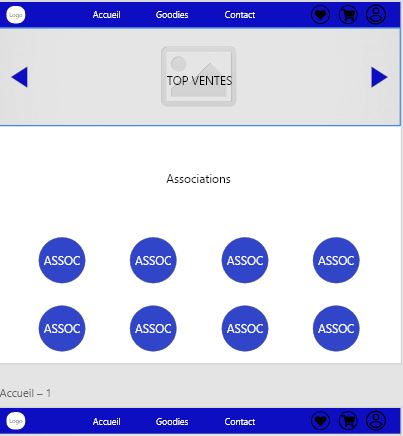 Logo Accueil Goodies Contact
TOP VENTES
Associations
ASSOC ASSOC ASSOC ASSOC
ASSOC ASSOC ASSOC ASSOC
Accueil – 1
Logo Accueil Goodies Contact